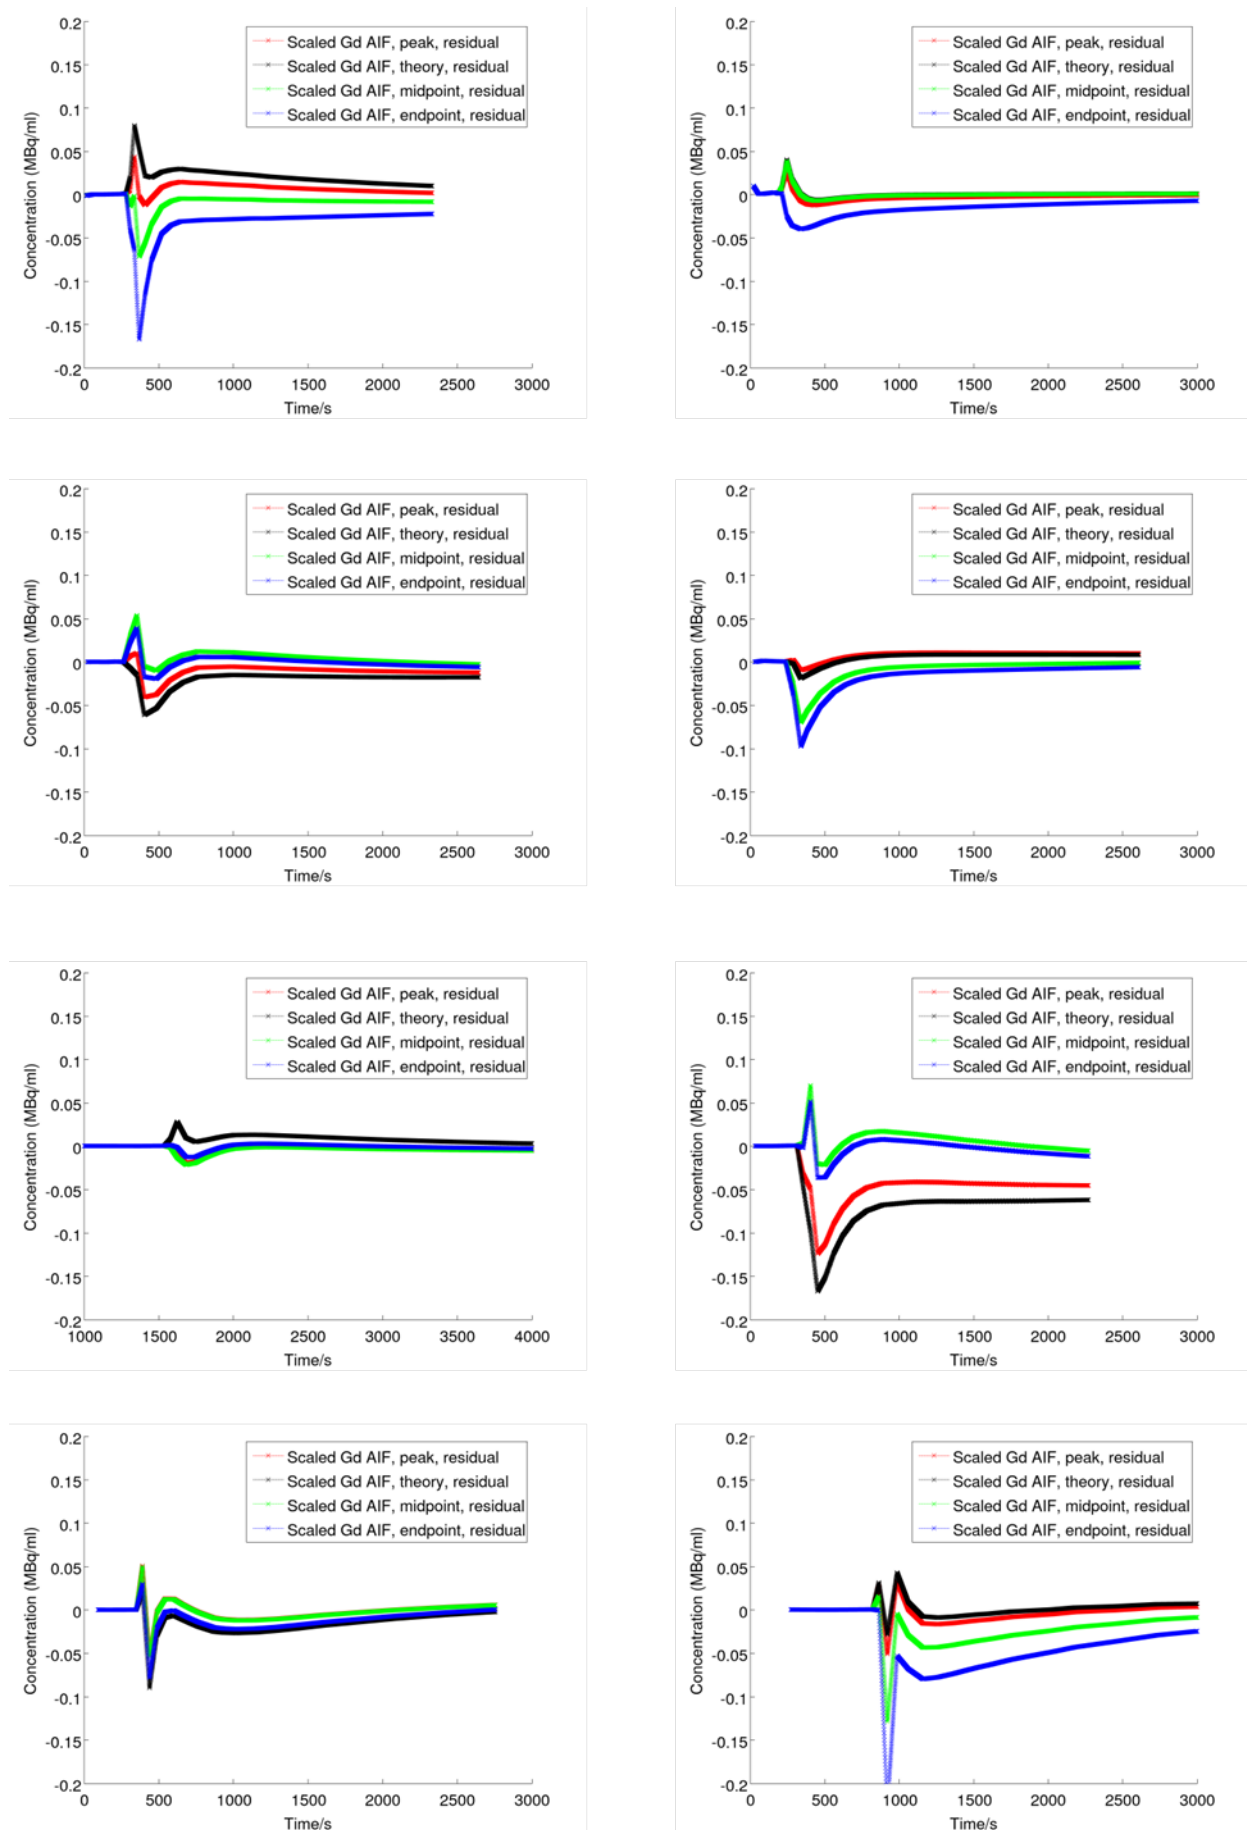 0.2
0.15
0.1
0.05
0
-0.05
-0.1
-0.15
-0.2
Concentration (MBq/ml)
Scaled Gd AIF, peak, residual
Scaled Gd AIF, theory, residual
Scaled Gd AIF, midpoint, residual
Scaled Gd AIF, endpoint, residual
0 500 1000 1500 2000 2500 3000
Time/s
0.2
0.15
0.1
0.05
0
-0.05
-0.1
-0.15
-0.2
Concentration (MBq/ml)
Scaled Gd AIF, peak, residual
Scaled Gd AIF, theory, residual
Scaled Gd AIF, midpoint, residual
Scaled Gd AIF, endpoint, residual
0 500 1000 1500 2000 2500 3000
Time/s
0.2
0.15
0.1
0.05
0
-0.05
-0.1
-0.15
-0.2
Concentration (MBq/ml)
Scaled Gd AIF, peak, residual
Scaled Gd AIF, theory, residual
Scaled Gd AIF, midpoint, residual
Scaled Gd AIF, endpoint, residual
0 500 1000 1500 2000 2500 3000
Time/s
0.2
0.15
0.1
0.05
0
-0.05
-0.1
-0.15
-0.2
Concentration (MBq/ml)
Scaled Gd AIF, peak, residual
Scaled Gd AIF, theory, residual
Scaled Gd AIF, midpoint, residual
Scaled Gd AIF, endpoint, residual
0 500 1000 1500 2000 2500 3000
Time/s
0.2
0.15
0.1
0.05
0
-0.05
-0.1
-0.15
-0.2
Concentration (MBq/ml)
Scaled Gd AIF, peak, residual
Scaled Gd AIF, theory, residual
Scaled Gd AIF, midpoint, residual
Scaled Gd AIF, endpoint, residual
1000 1500 2000 2500 3000 3500 4000
Time/s
0.2
0.15
0.1
0.05
0
-0.05
-0.1
-0.15
-0.2
Concentration (MBq/ml)
Scaled Gd AIF, peak, residual
Scaled Gd AIF, theory, residual
Scaled Gd AIF, midpoint, residual
Scaled Gd AIF, endpoint, residual
0 500 1000 1500 2000 2500 3000
Time/s
0.2
0.15
0.1
0.05
0
-0.05
-0.1
-0.15
-0.2
Concentration (MBq/ml)
Scaled Gd AIF, peak, residual
Scaled Gd AIF, theory, residual
Scaled Gd AIF, midpoint, residual
Scaled Gd AIF, endpoint, residual
0 500 1000 1500 2000 2500 3000
Time/s
0.2
0.15
0.1
0.05
0
-0.05
-0.1
-0.15
-0.2
Concentration (MBq/ml)
Scaled Gd AIF, peak, residual
Scaled Gd AIF, theory, residual
Scaled Gd AIF, midpoint, residual
Scaled Gd AIF, endpoint, residual
0 500 1000 1500 2000 2500 3000
Time/s